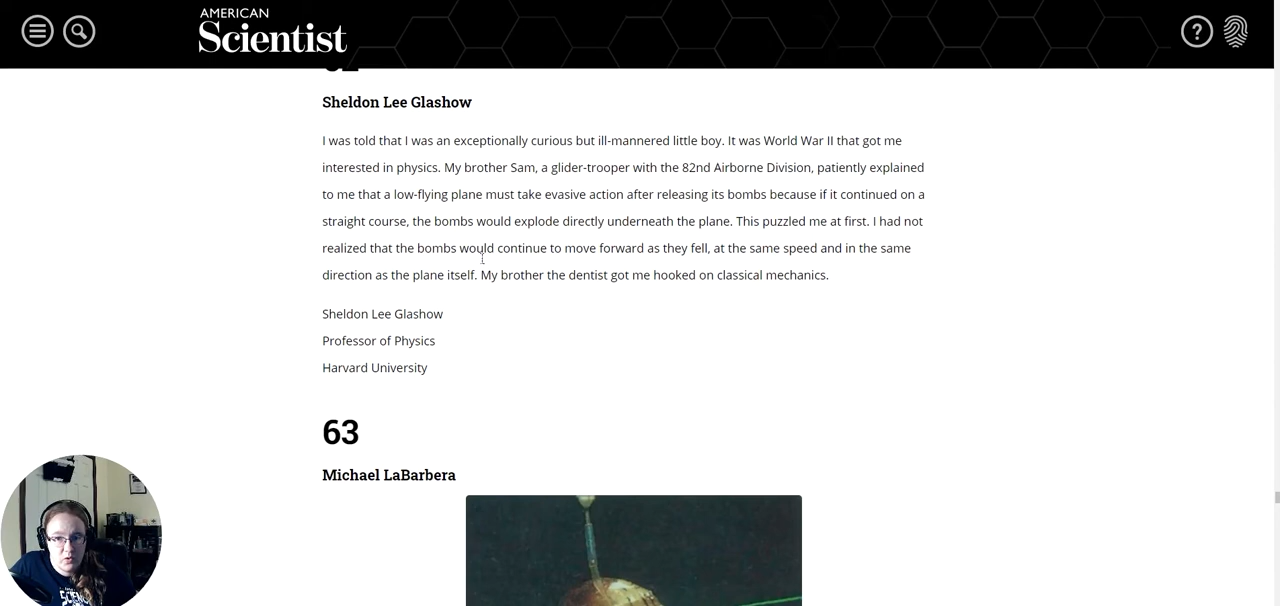 AMERICAN
Scientist
?
Sheldon Lee Glashow
I was told that I was an exceptionally curious but ill-mannered little boy. It was World War II that got me
interested in physics. My brother Sam, a glider-trooper with the 82nd Airborne Division, patiently explained
to me that a low-flying plane must take evasive action after releasing its bombs because if it continued on a
straight course, the bombs would explode directly underneath the plane. This puzzled me at first. I had not
realized that the bombs would continue to move forward as they fell, at the same speed and in the same
direction as the plane itself. My brother the dentist got me hooked on classical mechanics.
Sheldon Lee Glashow
Professor of Physics
Harvard University
63
Michael LaBarbera